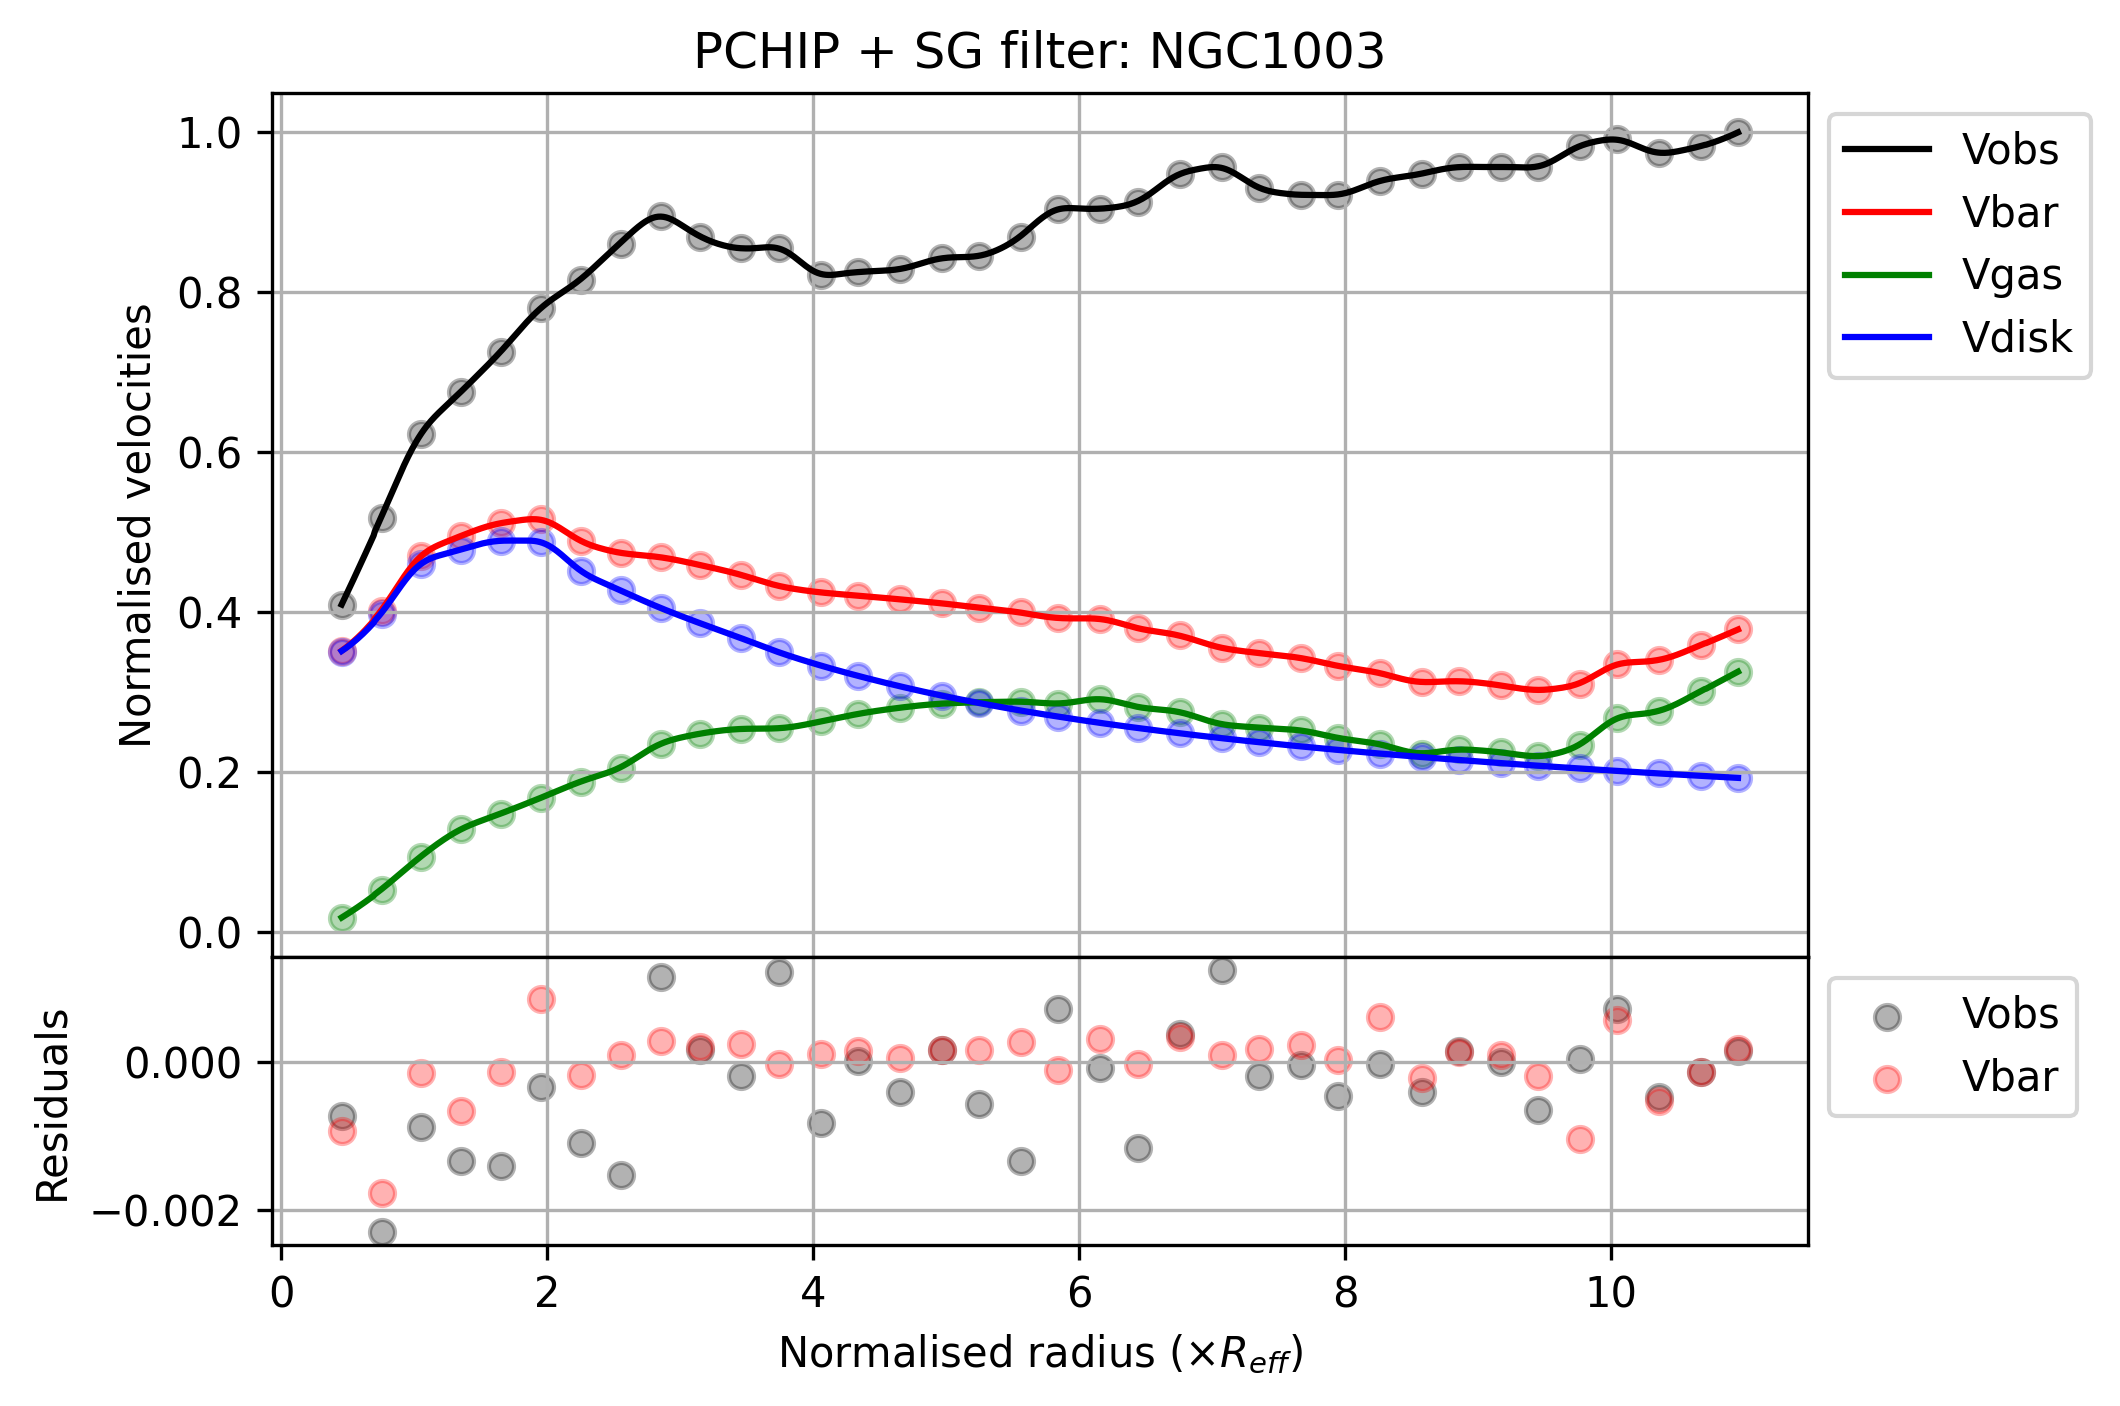 PCHIP + SG filter: NGC1003
1.0
0.8
0.6
0.4
0.2
0.0
Normalised velocities
Vobs
Vbar
Vgas
Vdisk
0.000
−0.002
Residuals
Vobs
Vbar
0 2 4 6 8 10
Normalised radius (×R_eff)